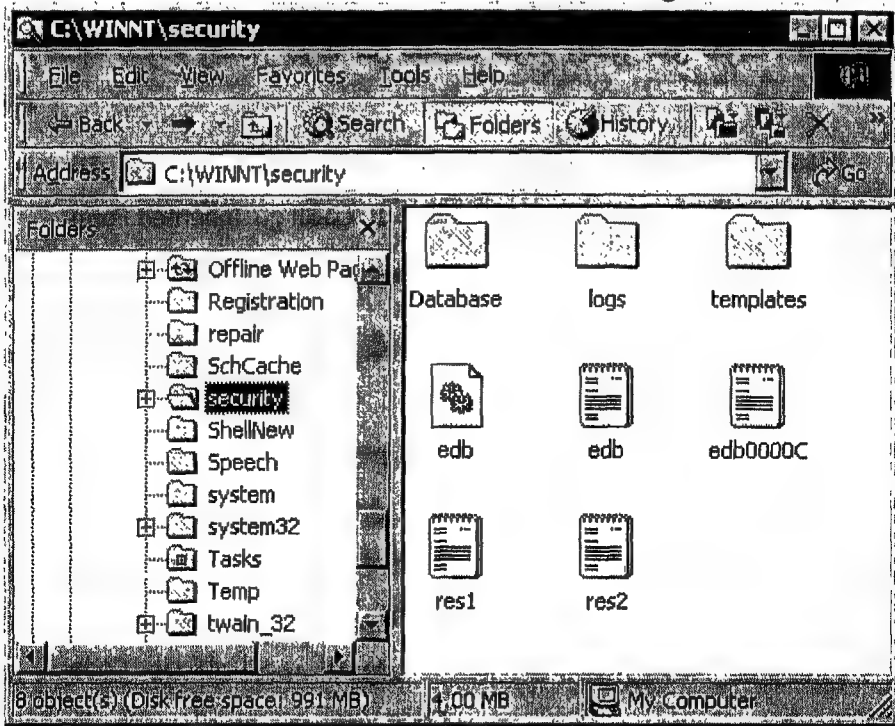 C:\WINNT\security
File Edit View Favorites Tools Help
Back Search Folders History
Address C:\WINNT\security Go
Folders
Offline Web Pag
Registration
repair
SchCache
security
ShellNew
Speech
system
system32
Tasks
Temp
twain_32
Database logs templates
edb edb edb0000C
res1 res2
8 object(s) (Disk free space: 991 MB) 4.00 MB My Computer